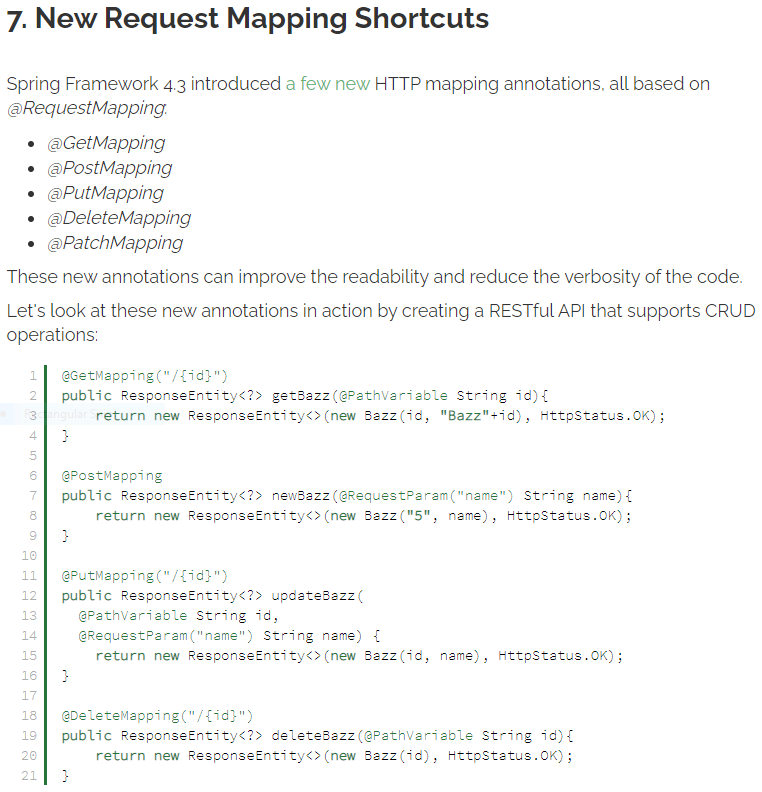 7. New Request Mapping Shortcuts
Spring Framework 4.3 introduced a few new HTTP mapping annotations, all based on
@RequestMapping:
• @GetMapping
• @PostMapping
• @PutMapping
• @DeleteMapping
• @PatchMapping
These new annotations can improve the readability and reduce the verbosity of the code.
Let's look at these new annotations in action by creating a RESTful API that supports CRUD
operations:
1 @GetMapping("/{id}")
2 public ResponseEntity<?> getBazz(@PathVariable String id){
3     return new ResponseEntity<>(new Bazz(id, "Bazz"+id), HttpStatus.OK);
4 }
5
6 @PostMapping
7 public ResponseEntity<?> newBazz(@RequestParam("name") String name){
8     return new ResponseEntity<>(new Bazz("5", name), HttpStatus.OK);
9 }
10
11 @PutMapping("/{id}")
12 public ResponseEntity<?> updateBazz(
13   @PathVariable String id,
14   @RequestParam("name") String name) {
15     return new ResponseEntity<>(new Bazz(id, name), HttpStatus.OK);
16 }
17
18 @DeleteMapping("/{id}")
19 public ResponseEntity<?> deleteBazz(@PathVariable String id){
20     return new ResponseEntity<>(new Bazz(id), HttpStatus.OK);
21 }